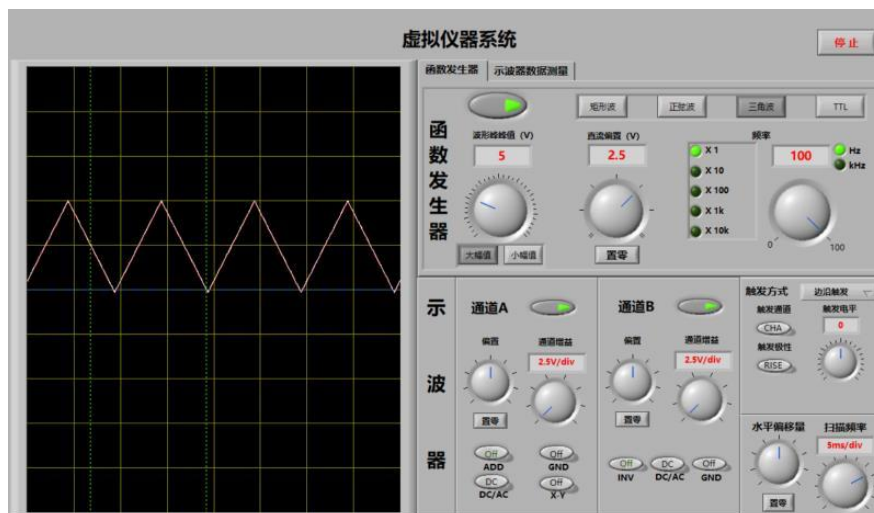 虚拟仪器系统
停止
函数发生器 示波器数据测量
函数发生器
矩形波 正弦波 三角波 TTL
波形峰峰值 (V) 直流偏置 (V) 频率
5 2.5 100
Hz
kHz
X 1
X 10
X 100
X 1k
X 10k
0 100
大幅值 小幅值 置零
示波器
通道A
偏置 通道增益
2.5V/div
置零
Off Off
ADD GND
DC Off
DC/AC X-Y
通道B
偏置 通道增益
2.5V/div
置零
Off DC Off
INV DC/AC GND
触发方式 边沿触发
触发通道 触发电平
CHA 0
触发极性
RISE
水平偏移量 扫描频率
5ms/div
置零